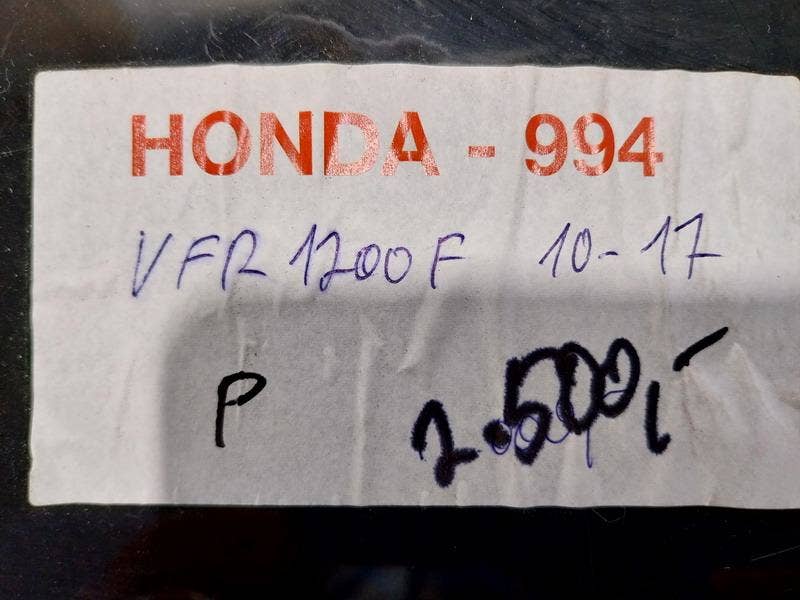 HONDA - 994
VFR 1200F 10-17
P 2.500,-